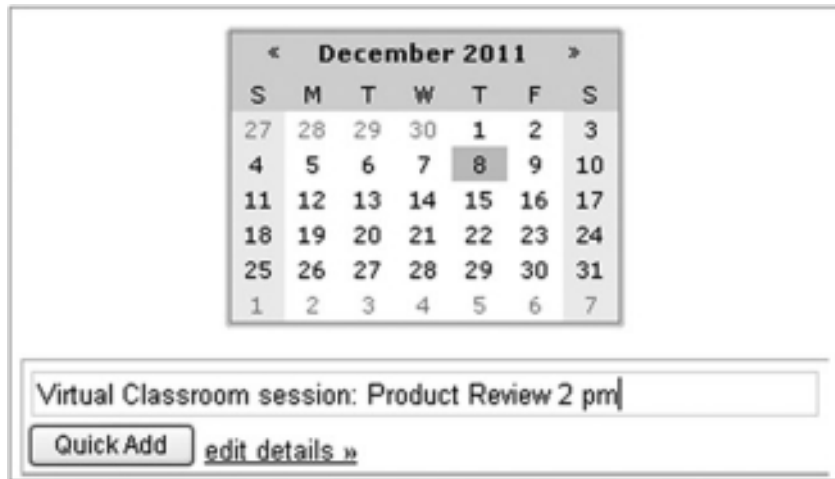 « December 2011 »
S M T W T F S
27 28 29 30 1 2 3
4 5 6 7 8 9 10
11 12 13 14 15 16 17
18 19 20 21 22 23 24
25 26 27 28 29 30 31
1 2 3 4 5 6 7
Virtual Classroom session: Product Review 2 pm
Quick Add edit details »